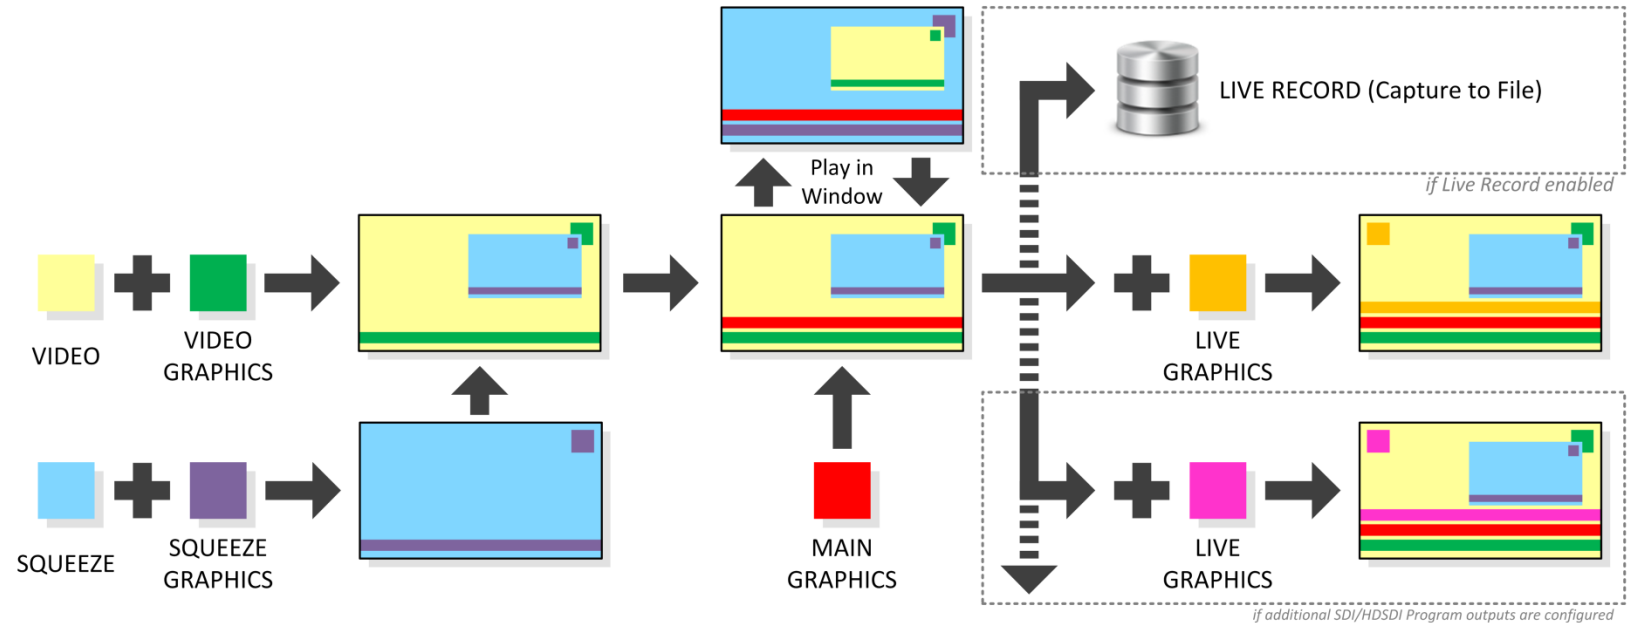 LIVE RECORD (Capture to File)
if Live Record enabled
Play in
Window
VIDEO
VIDEO
GRAPHICS
LIVE
GRAPHICS
SQUEEZE
SQUEEZE
GRAPHICS
MAIN
GRAPHICS
LIVE
GRAPHICS
if additional SDI/HDSDI Program outputs are configured